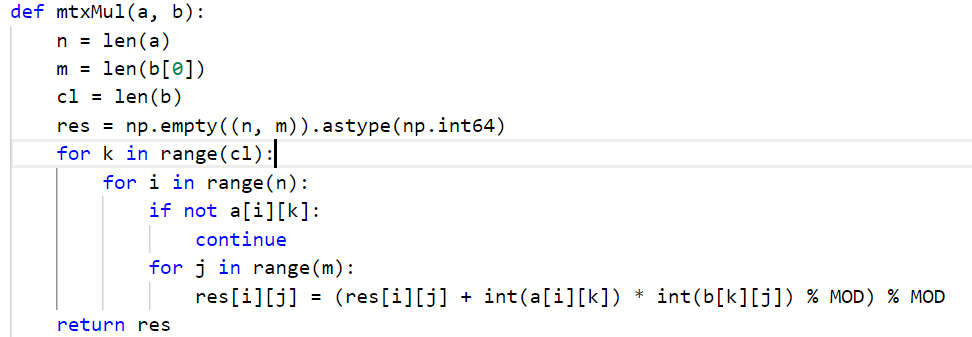 def mtxMul(a, b):
    n = len(a)
    m = len(b[0])
    cl = len(b)
    res = np.empty((n, m)).astype(np.int64)
    for k in range(cl):
        for i in range(n):
            if not a[i][k]:
                continue
            for j in range(m):
                res[i][j] = (res[i][j] + int(a[i][k]) * int(b[k][j]) % MOD) % MOD
    return res